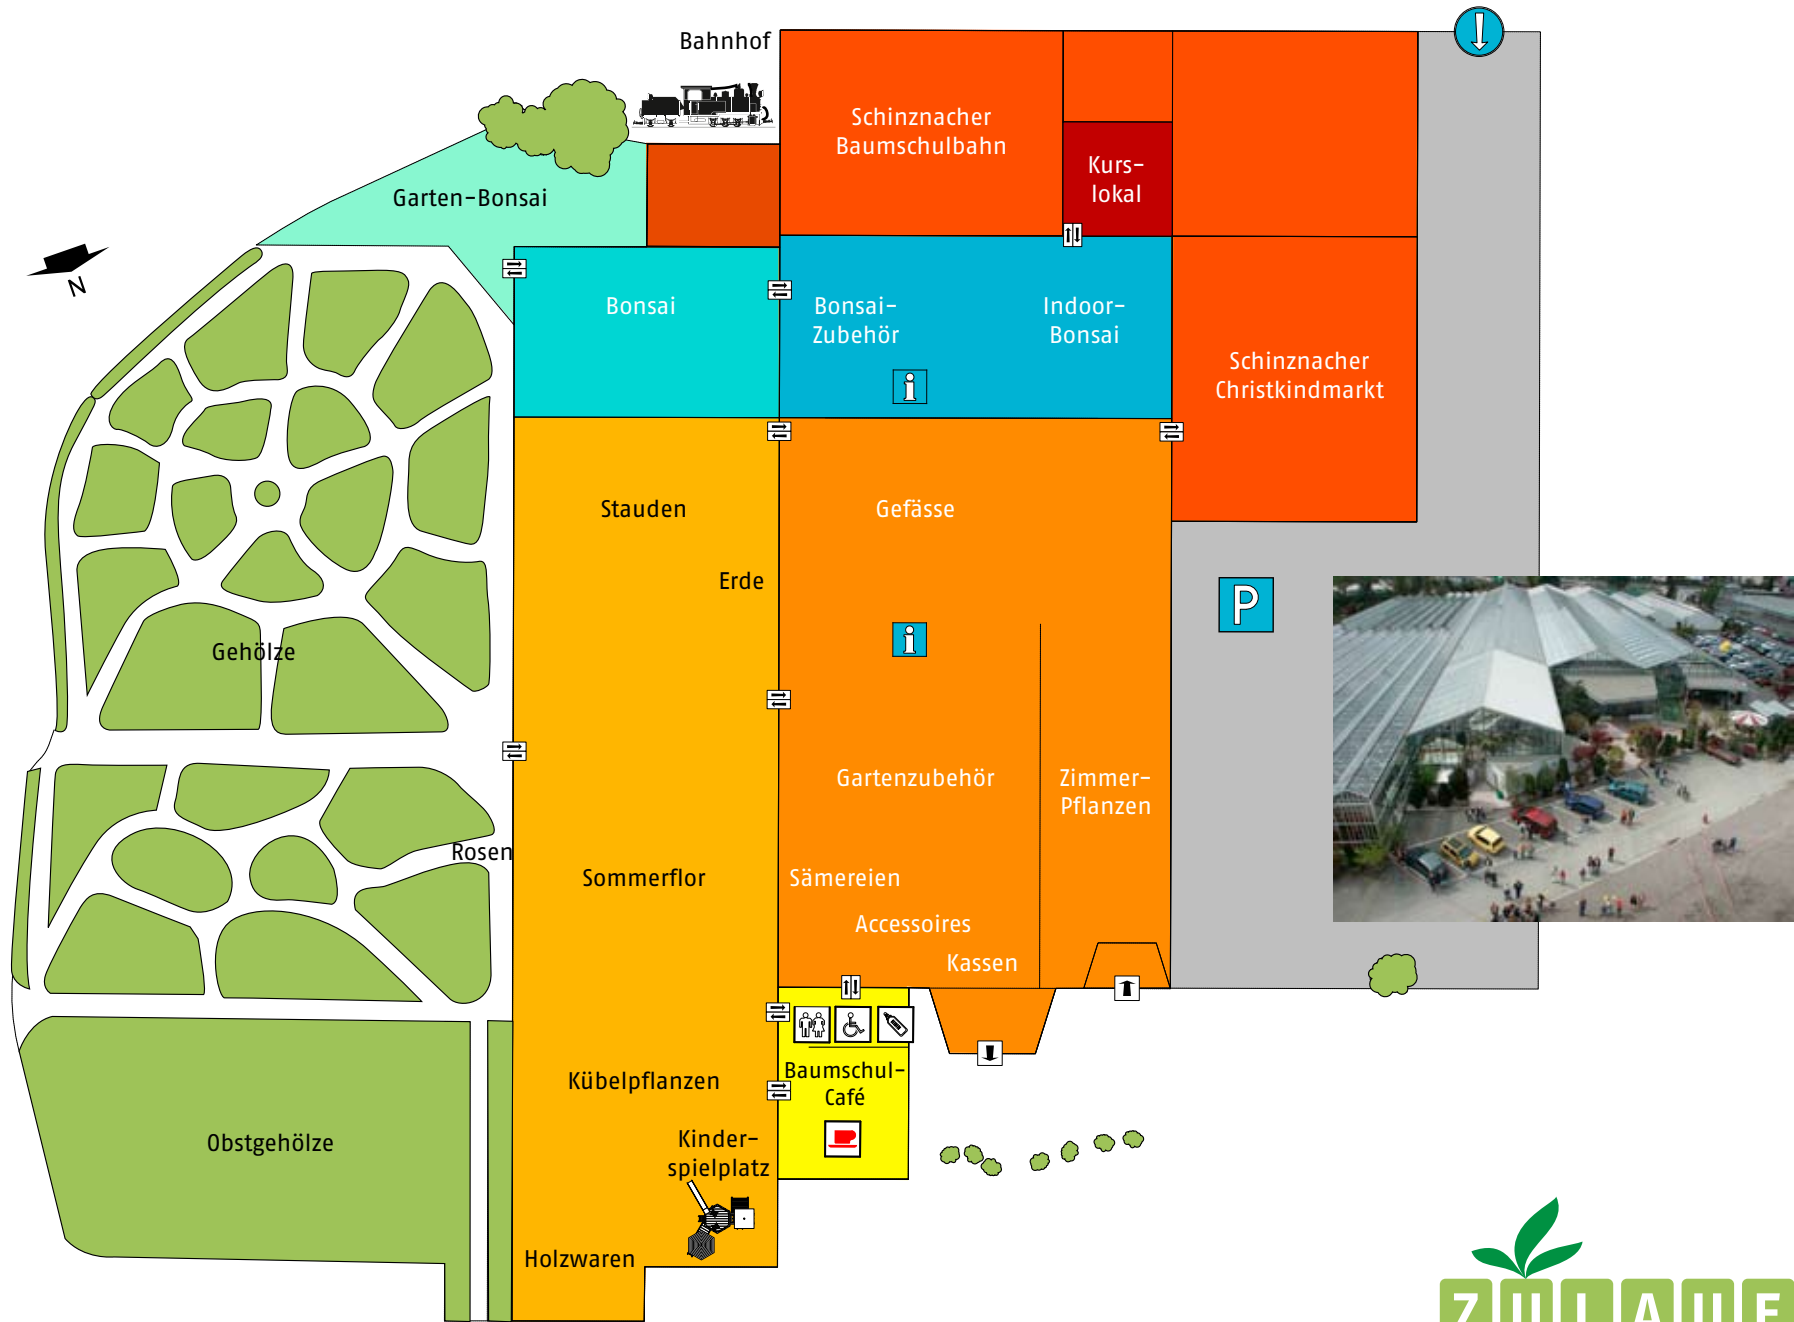 Bahnhof
Schinznacher
Baumschulbahn
Kurs-
lokal
Garten-Bonsai
N
Bonsai
Bonsai-
Zubehör
Indoor-
Bonsai
i
Schinznacher
Christkindmarkt
Stauden
Gefässe
Erde
P
i
Gehölze
Gartenzubehör
Zimmer-
Pflanzen
Rosen
Sommerflor
Sämereien
Accessoires
Kassen
Kübelpflanzen
Baumschul-
Café
Kinder-
spielplatz
Obstgehölze
Holzwaren
ZULAUF